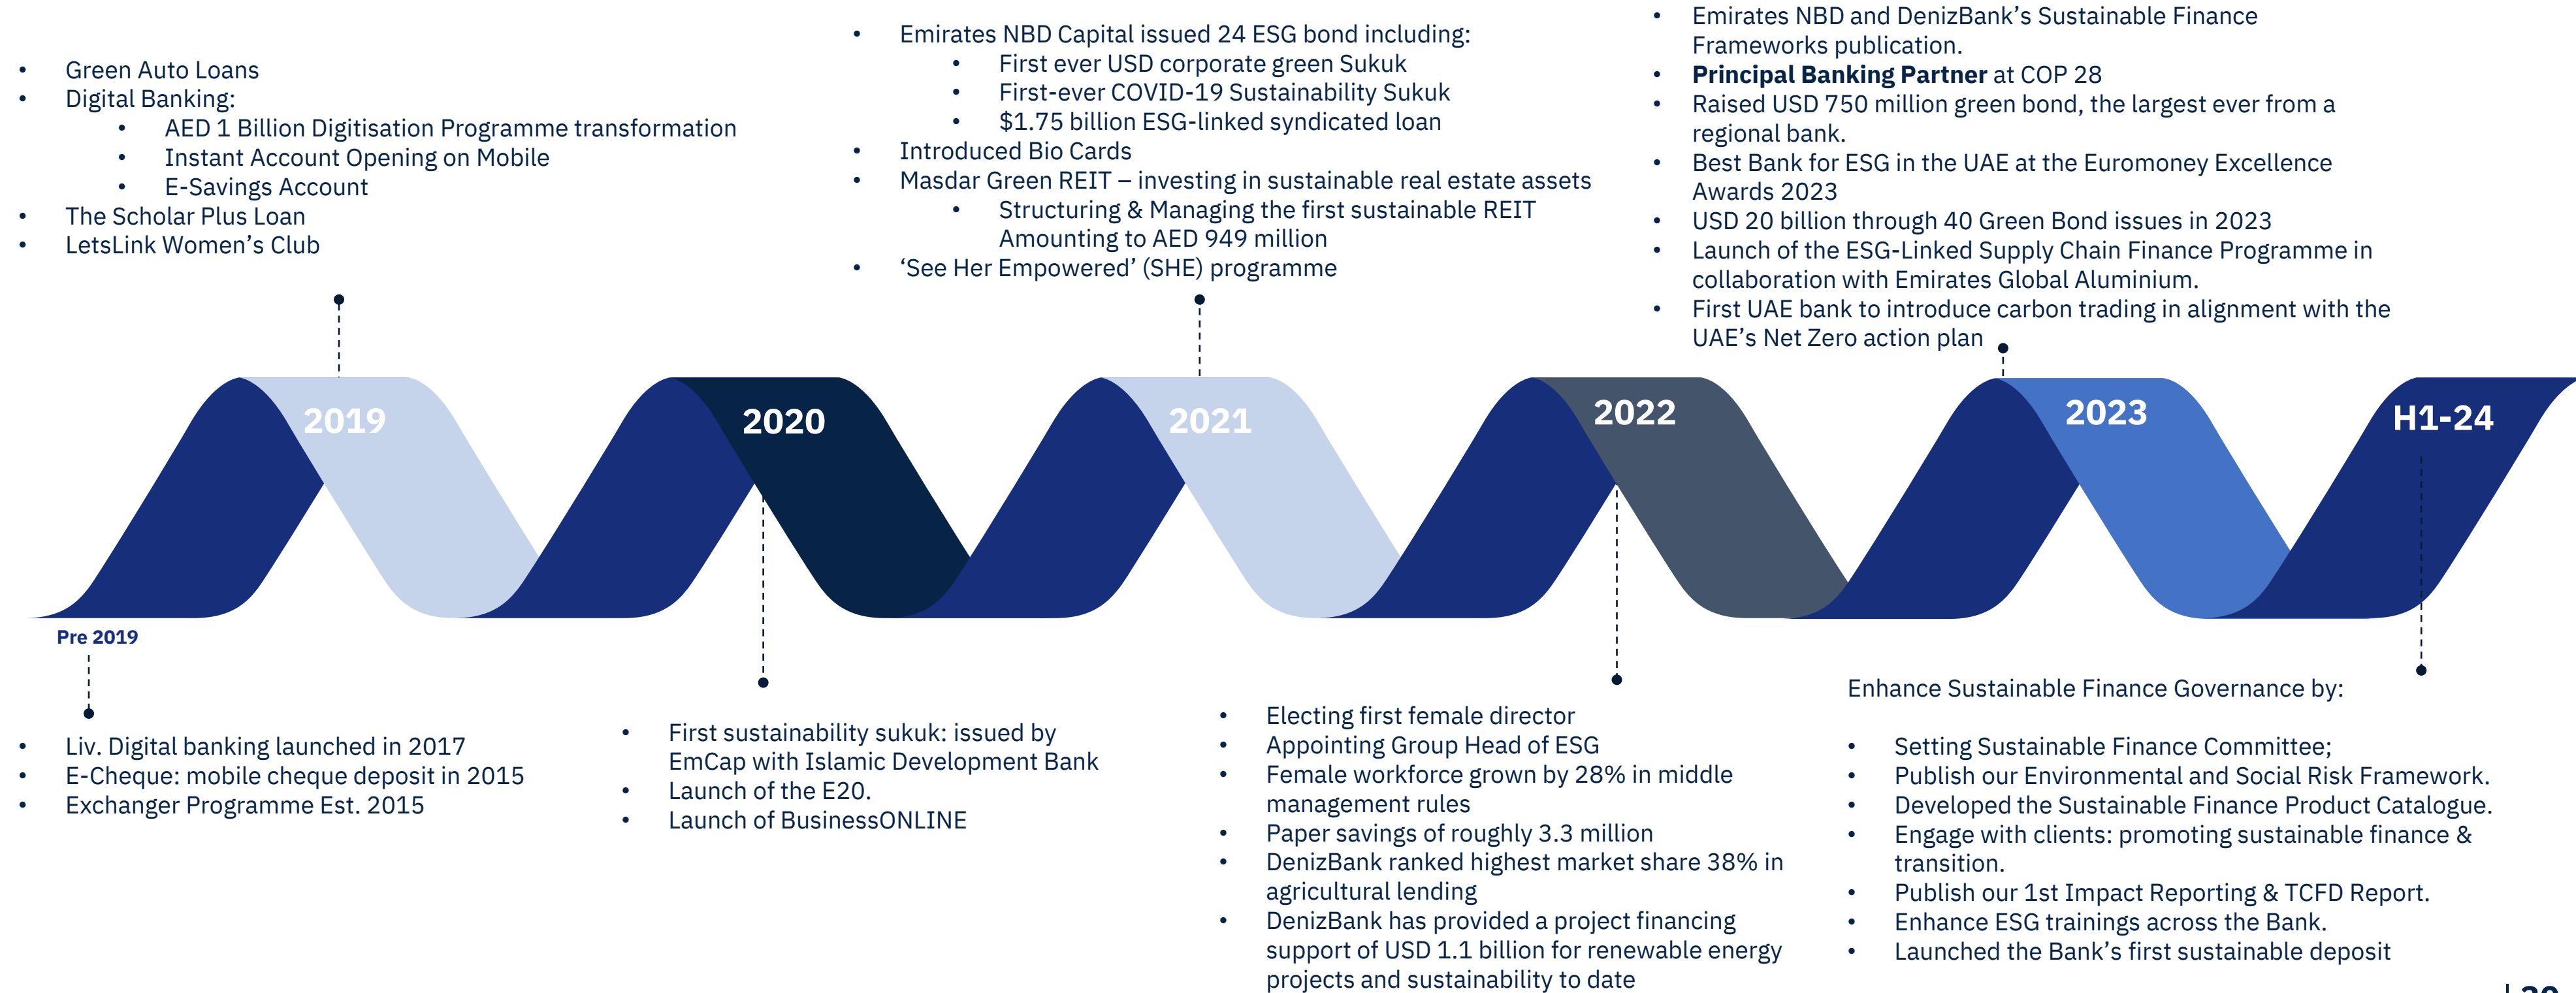 • Green Auto Loans
• Digital Banking:
• AED 1 Billion Digitisation Programme transformation
• Instant Account Opening on Mobile
• E-Savings Account
• The Scholar Plus Loan
• LetsLink Women’s Club
• Emirates NBD Capital issued 24 ESG bond including:
• First ever USD corporate green Sukuk
• First-ever COVID-19 Sustainability Sukuk
• $1.75 billion ESG-linked syndicated loan
• Introduced Bio Cards
• Masdar Green REIT – investing in sustainable real estate assets
• Structuring & Managing the first sustainable REIT
Amounting to AED 949 million
• ‘See Her Empowered’ (SHE) programme
• Emirates NBD and DenizBank’s Sustainable Finance
Frameworks publication.
• Principal Banking Partner at COP 28
• Raised USD 750 million green bond, the largest ever from a
regional bank.
• Best Bank for ESG in the UAE at the Euromoney Excellence
Awards 2023
• USD 20 billion through 40 Green Bond issues in 2023
• Launch of the ESG-Linked Supply Chain Finance Programme in
collaboration with Emirates Global Aluminium.
• First UAE bank to introduce carbon trading in alignment with the
UAE’s Net Zero action plan
2019
2020
2021
2022
2023
H1-24
Pre 2019
• Liv. Digital banking launched in 2017
• E-Cheque: mobile cheque deposit in 2015
• Exchanger Programme Est. 2015
• First sustainability sukuk: issued by
EmCap with Islamic Development Bank
• Launch of the E20.
• Launch of BusinessONLINE
• Electing first female director
• Appointing Group Head of ESG
• Female workforce grown by 28% in middle
management rules
• Paper savings of roughly 3.3 million
• DenizBank ranked highest market share 38% in
agricultural lending
• DenizBank has provided a project financing
support of USD 1.1 billion for renewable energy
projects and sustainability to date
Enhance Sustainable Finance Governance by:
• Setting Sustainable Finance Committee;
• Publish our Environmental and Social Risk Framework.
• Developed the Sustainable Finance Product Catalogue.
• Engage with clients: promoting sustainable finance &
transition.
• Publish our 1st Impact Reporting & TCFD Report.
• Enhance ESG trainings across the Bank.
• Launched the Bank’s first sustainable deposit